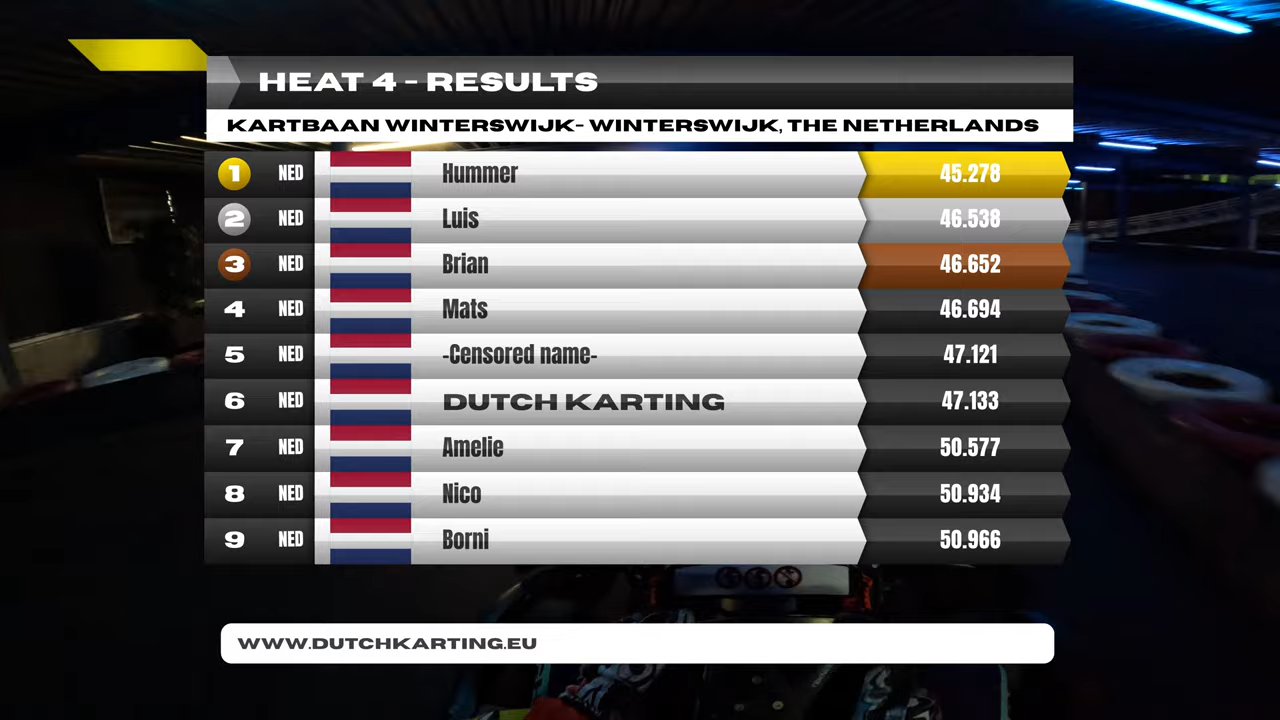 HEAT 4 - RESULTS
KARTBAAN WINTERSWIJK- WINTERSWIJK, THE NETHERLANDS
1 NED Hummer 45.278
2 NED Luis 46.538
3 NED Brian 46.652
4 NED Mats 46.694
5 NED -Censored name- 47.121
6 NED DUTCH KARTING 47.133
7 NED Amelie 50.577
8 NED Nico 50.934
9 NED Borni 50.966
WWW.DUTCHKARTING.EU